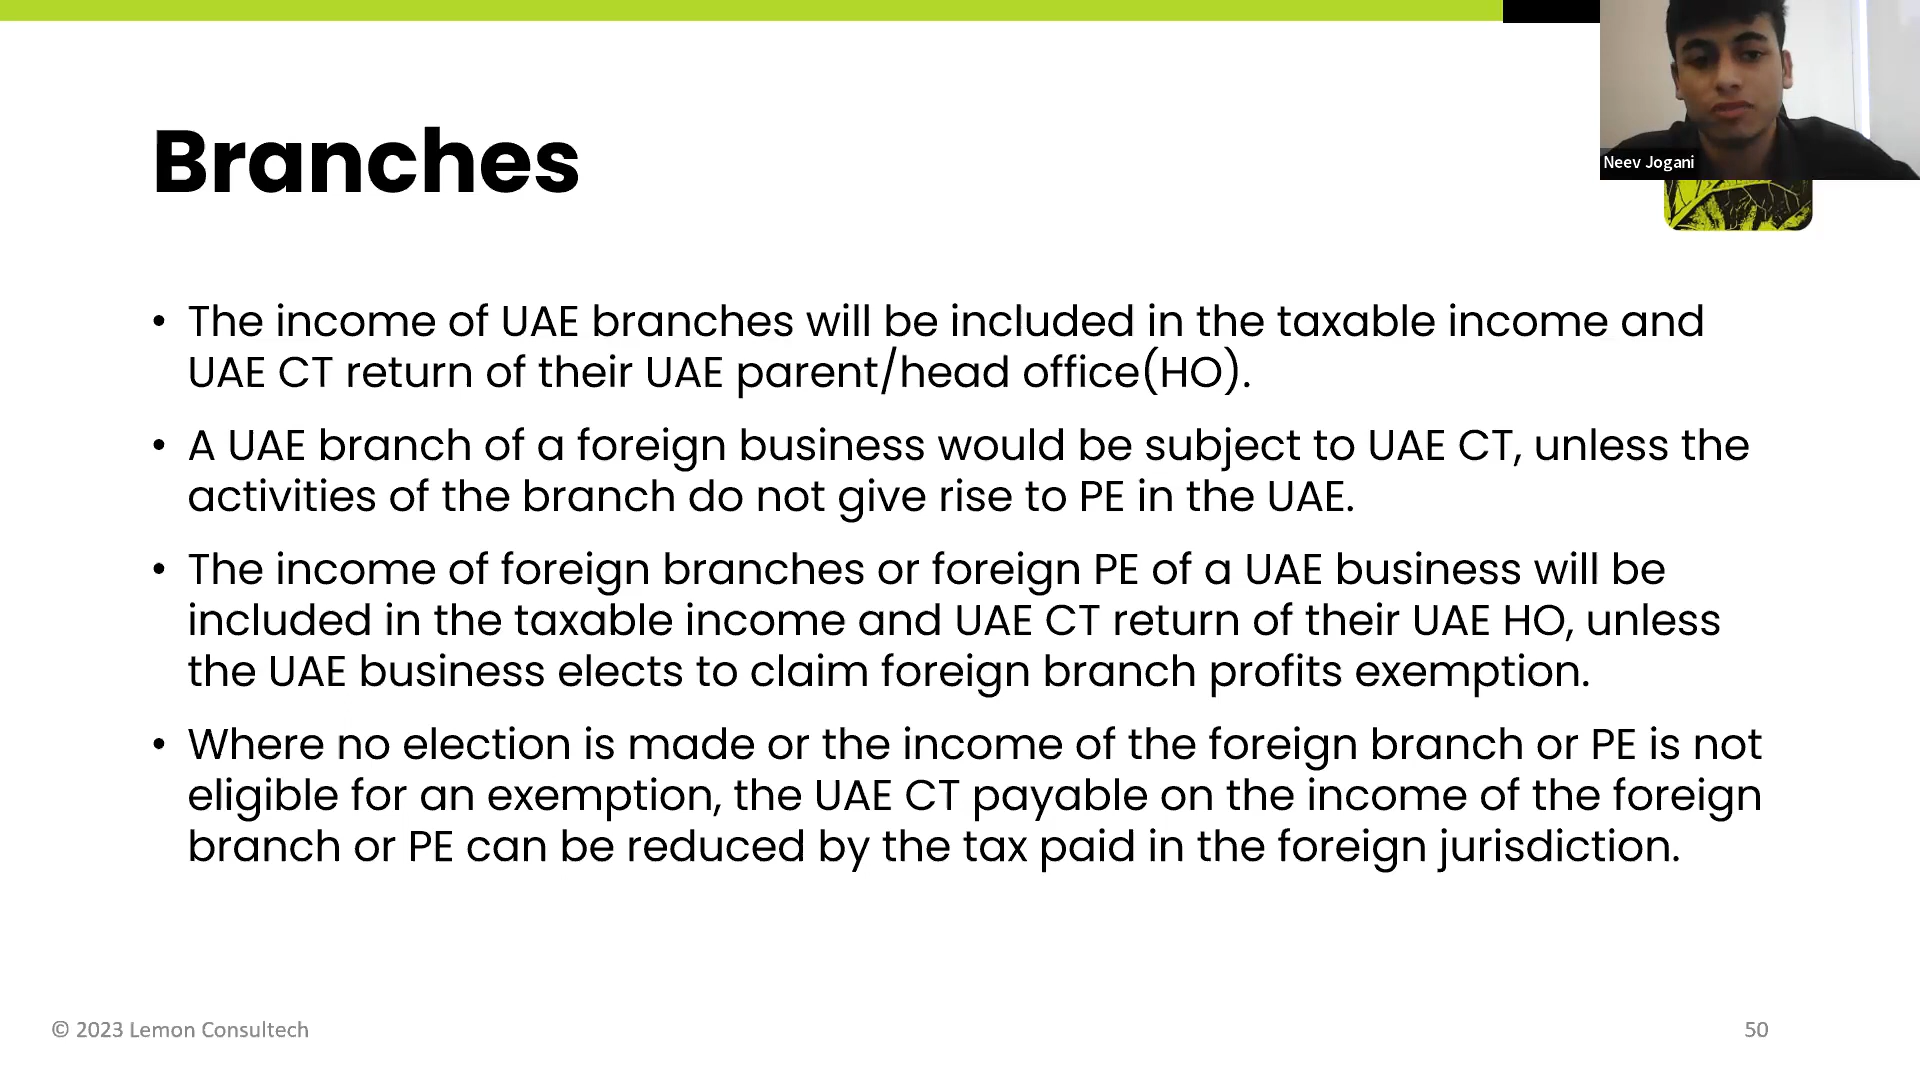 Branches
Neev Jogani
• The income of UAE branches will be included in the taxable income and
UAE CT return of their UAE parent/head office(HO).
• A UAE branch of a foreign business would be subject to UAE CT, unless the
activities of the branch do not give rise to PE in the UAE.
• The income of foreign branches or foreign PE of a UAE business will be
included in the taxable income and UAE CT return of their UAE HO, unless
the UAE business elects to claim foreign branch profits exemption.
• Where no election is made or the income of the foreign branch or PE is not
eligible for an exemption, the UAE CT payable on the income of the foreign
branch or PE can be reduced by the tax paid in the foreign jurisdiction.
© 2023 Lemon Consultech
50